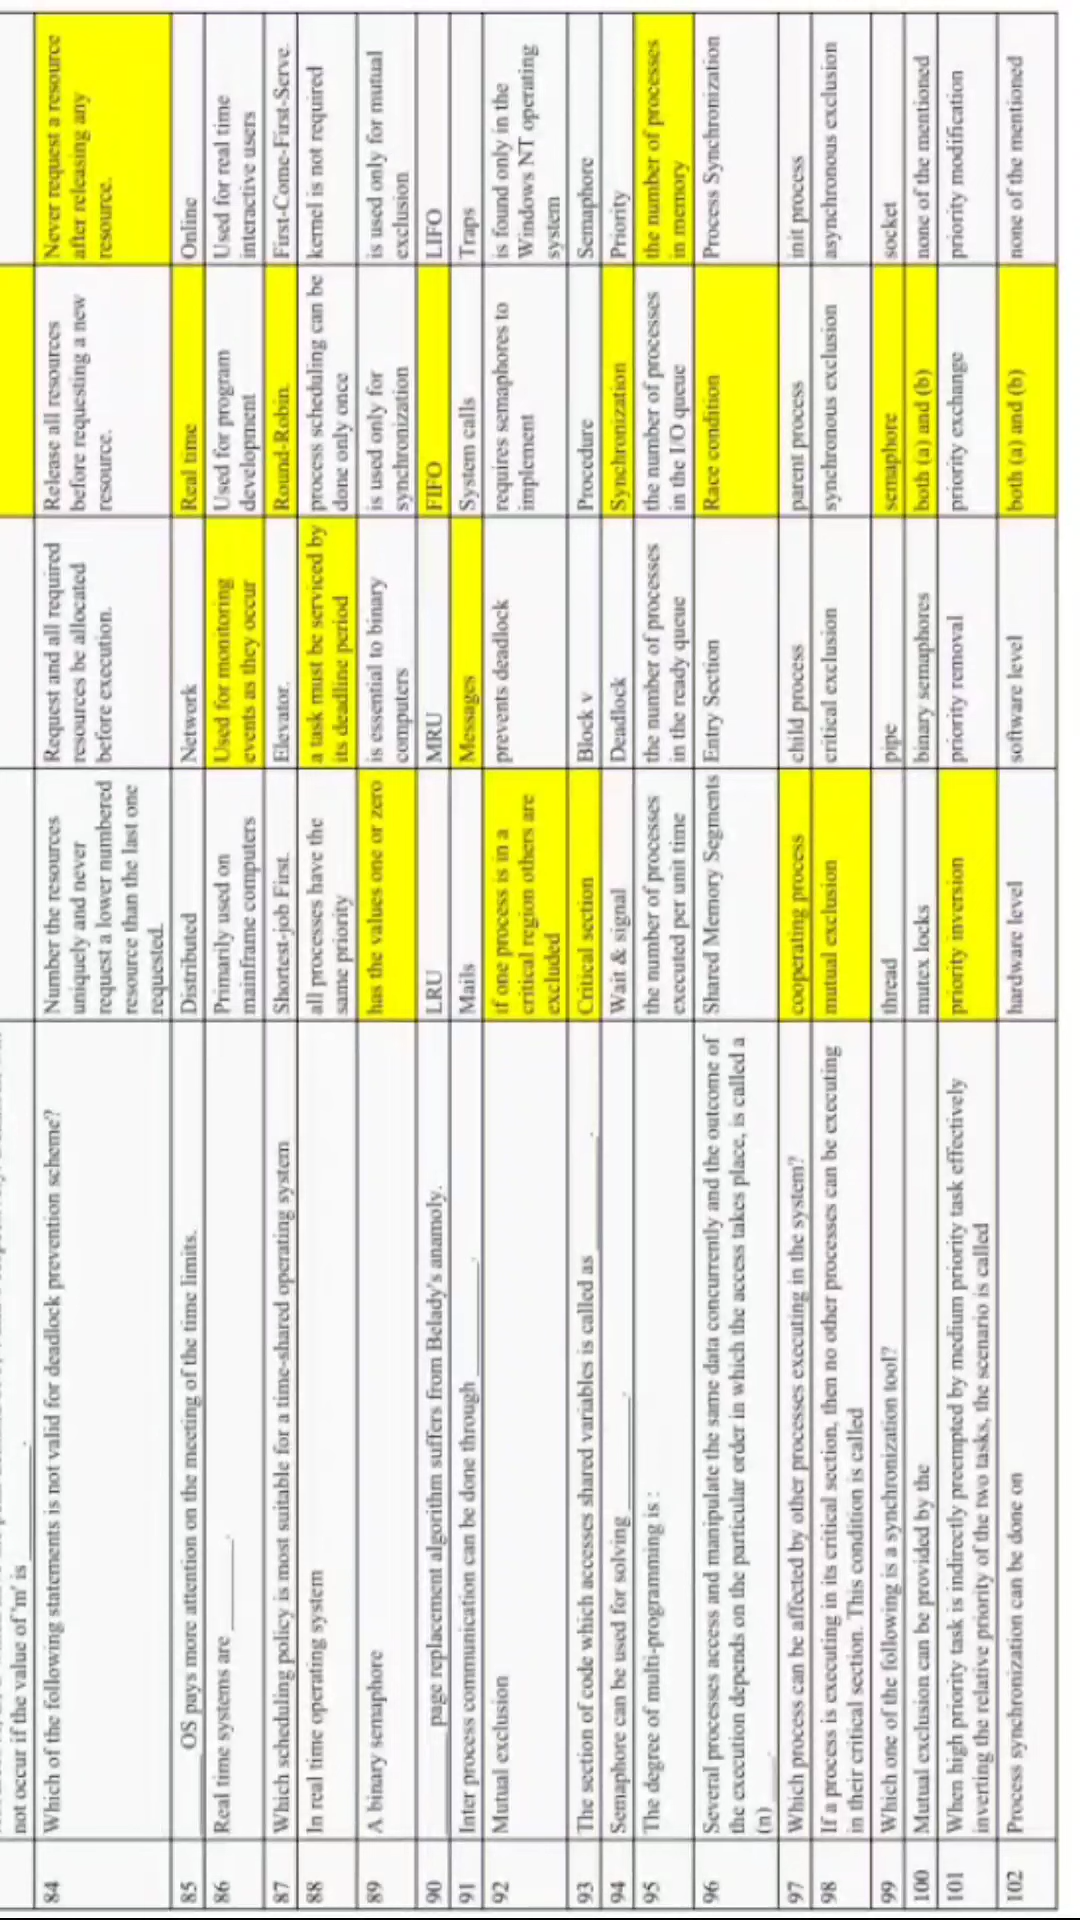 not occur if the value of 'm' is ________.
84
Which of the following statements is not valid for deadlock prevention scheme?
Number the resources
uniquely and never
request a lower numbered
resource than the last one
requested.
Request and all required
resources be allocated
before execution.
Release all resources
before requesting a new
resource.
Never request a resource
after releasing any
resource.
85
________ OS pays more attention on the meeting of the time limits.
Distributed
Network
Real time
Online
86
Real time systems are ________.
Primarily used on
mainframe computers
Used for monitoring
events as they occur
Used for program
development
Used for real time
interactive users
87
Which scheduling policy is most suitable for a time-shared operating system
Shortest-job First.
Elevator.
Round-Robin.
First-Come-First-Serve.
88
In real time operating system
all processes have the
same priority
a task must be serviced by
its deadline period
process scheduling can be
done only once
kernel is not required
89
A binary semaphore
has the values one or zero
is essential to binary
computers
is used only for
synchronization
is used only for mutual
exclusion
90
________ page replacement algorithm suffers from Belady's anamoly.
LRU
MRU
FIFO
LIFO
91
Inter process communication can be done through ________.
Mails
Messages
System calls
Traps
92
Mutual exclusion
if one process is in a
critical region others are
excluded
prevents deadlock
requires semaphores to
implement
is found only in the
Windows NT operating
system
93
The section of code which accesses shared variables is called as ________.
Critical section
Block v
Procedure
Semaphore
94
Semaphore can be used for solving ________.
Wait & signal
Deadlock
Synchronization
Priority
95
The degree of multi-programming is :
the number of processes
executed per unit time
the number of processes
in the ready queue
the number of processes
in the I/O queue
the number of processes
in memory
96
Several processes access and manipulate the same data concurrently and the outcome of
the execution depends on the particular order in which the access takes place, is called a
(n) ________.
Shared Memory Segments
Entry Section
Race condition
Process Synchronization
97
Which process can be affected by other processes executing in the system?
cooperating process
child process
parent process
init process
98
If a process is executing in its critical section, then no other processes can be executing
in their critical section. This condition is called
mutual exclusion
critical exclusion
synchronous exclusion
asynchronous exclusion
99
Which one of the following is a synchronization tool?
thread
pipe
semaphore
socket
100
Mutual exclusion can be provided by the
mutex locks
binary semaphores
both (a) and (b)
none of the mentioned
101
When high priority task is indirectly preempted by medium priority task effectively
inverting the relative priority of the two tasks, the scenario is called
priority inversion
priority removal
priority exchange
priority modification
102
Process synchronization can be done on
hardware level
software level
both (a) and (b)
none of the mentioned